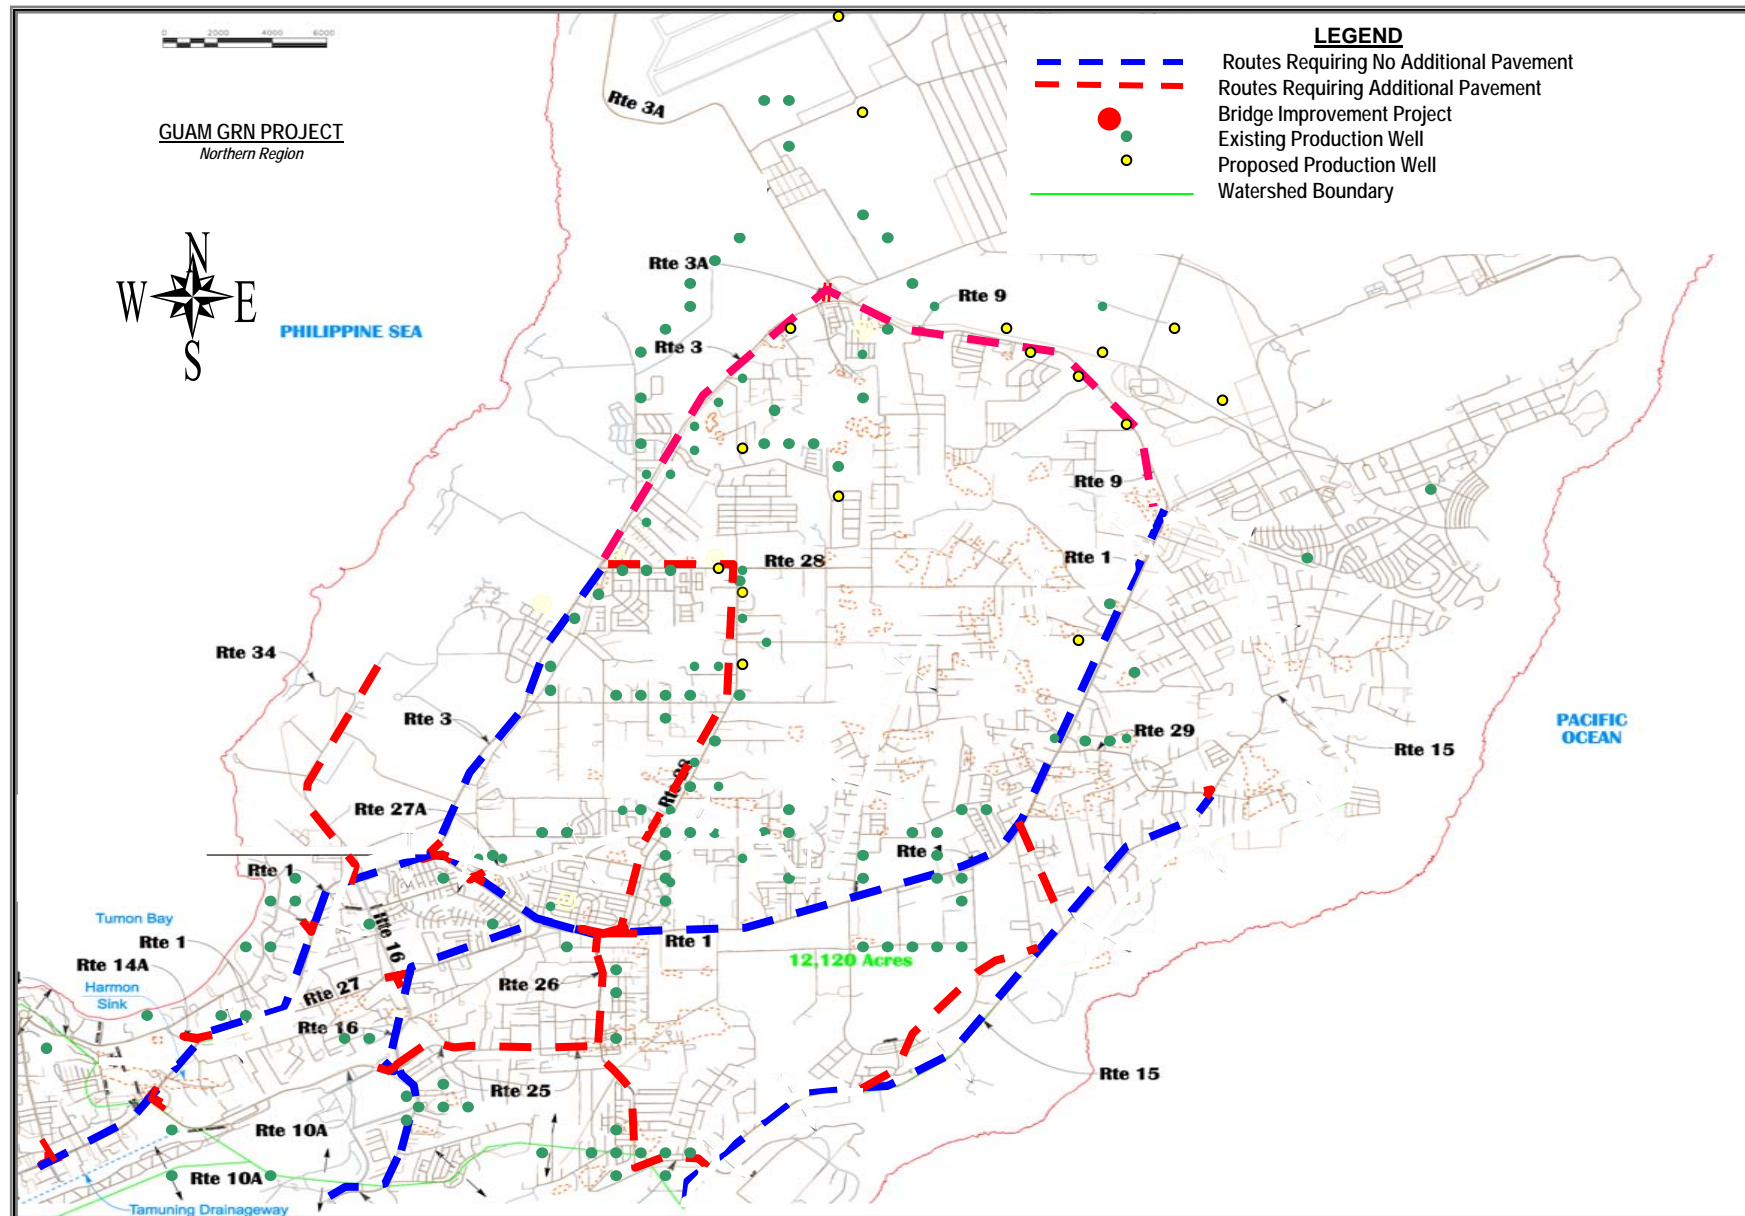 0 2000 4000 6000
GUAM GRN PROJECT
Northern Region
N
W E
S
LEGEND
Routes Requiring No Additional Pavement
Routes Requiring Additional Pavement
Bridge Improvement Project
Existing Production Well
Proposed Production Well
Watershed Boundary
Rte 3A
Rte 3A
Rte 9
PHILIPPINE SEA
Rte 3
Rte 9
Rte 28
Rte 1
Rte 34
Rte 3
Rte 29
PACIFIC
OCEAN
Rte 15
Rte 28
Rte 27A
Rte 1
Rte 1
Tumon Bay
Rte 1
Rte 16
Rte 1
Rte 14A
12,120 Acres
Harmon
Sink
Rte 27
Rte 26
Rte 16
Rte 15
Rte 25
Rte 10A
Rte 10A
Tamuning Drainageway